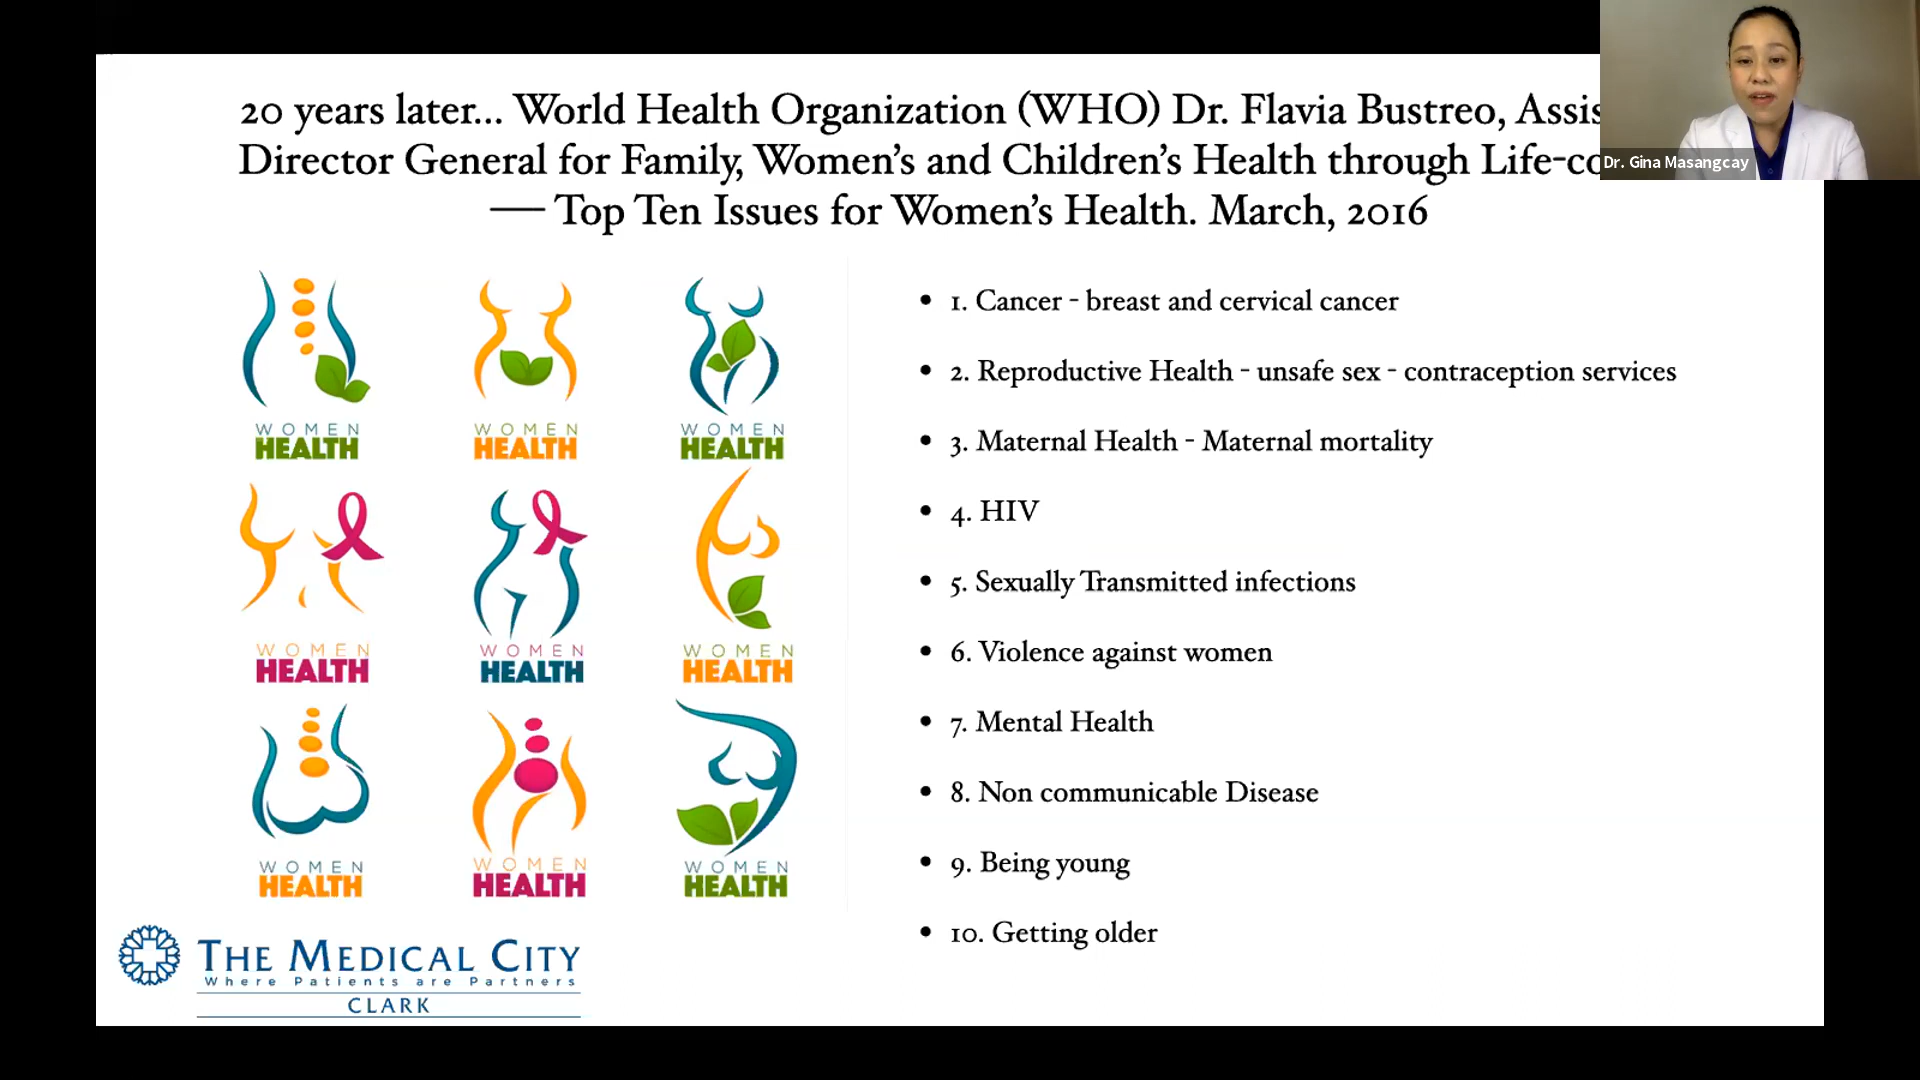 20 years later... World Health Organization (WHO) Dr. Flavia Bustreo,
Director General for Family, Women's and Children's Health through
— Top Ten Issues for Women's Health. March, 2016
Dr. Gina Masangcay
WOMEN
HEALTH
WOMEN
HEALTH
WOMEN
HEALTH
WOMEN
HEALTH
WOMEN
HEALTH
WOMEN
HEALTH
WOMEN
HEALTH
WOMEN
HEALTH
WOMEN
HEALTH
• 1. Cancer - breast and cervical cancer
• 2. Reproductive Health - unsafe sex - contraception services
• 3. Maternal Health - Maternal mortality
• 4. HIV
• 5. Sexually Transmitted infections
• 6. Violence against women
• 7. Mental Health
• 8. Non communicable Disease
• 9. Being young
• 10. Getting older
THE MEDICAL CITY
Where Patients are Partners
CLARK